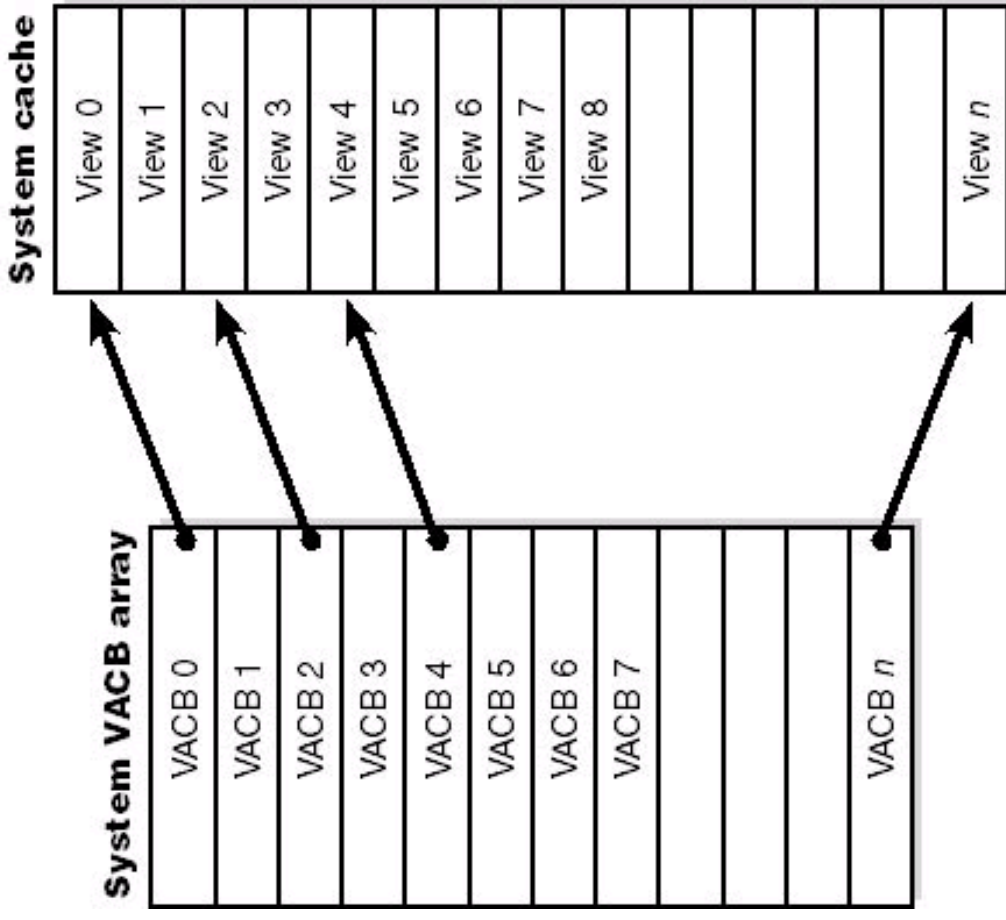 System VACB array
VACB 0
VACB 1
VACB 2
VACB 3
VACB 4
VACB 5
VACB 6
VACB 7
VACB n
System cache
View 0
View 1
View 2
View 3
View 4
View 5
View 6
View 7
View 8
View n